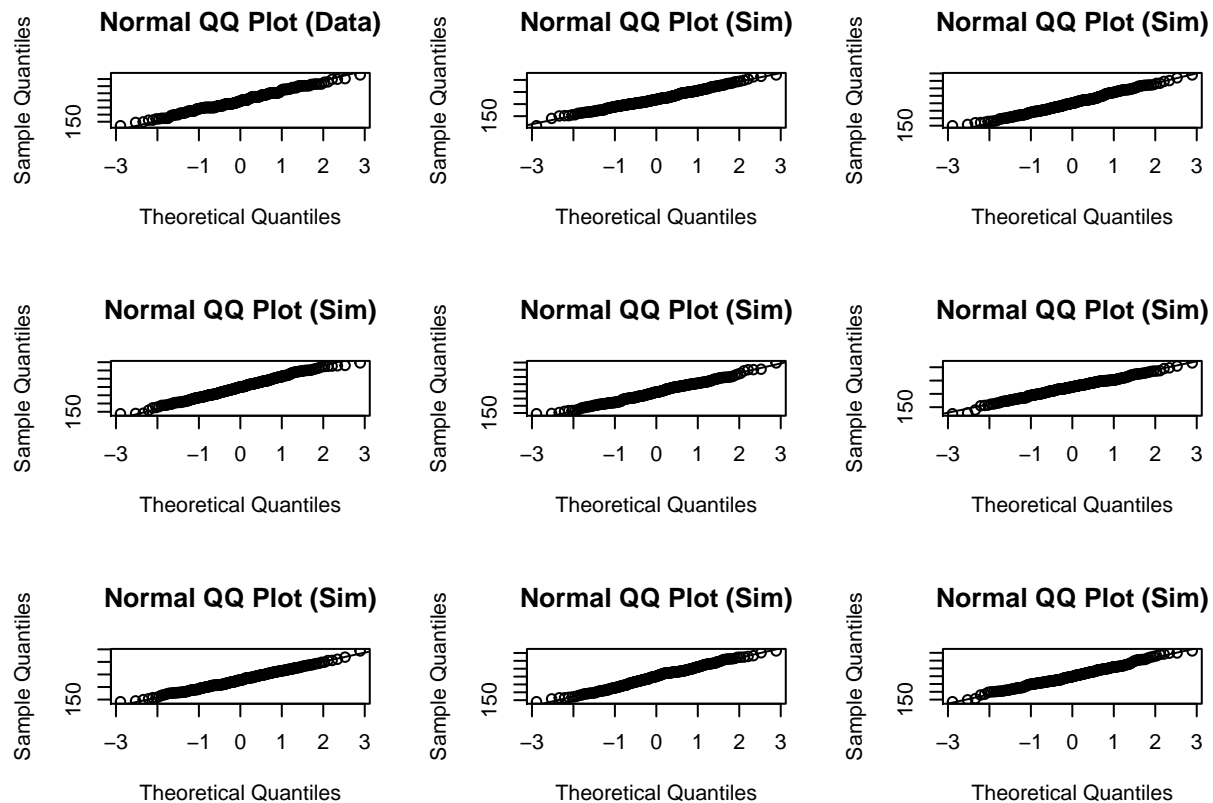 Normal QQ Plot (Data)
Sample Quantiles
150
−3 −1 0 1 2 3
Theoretical Quantiles
Normal QQ Plot (Sim)
Sample Quantiles
150
−3 −1 0 1 2 3
Theoretical Quantiles
Normal QQ Plot (Sim)
Sample Quantiles
150
−3 −1 0 1 2 3
Theoretical Quantiles
Normal QQ Plot (Sim)
Sample Quantiles
150
−3 −1 0 1 2 3
Theoretical Quantiles
Normal QQ Plot (Sim)
Sample Quantiles
150
−3 −1 0 1 2 3
Theoretical Quantiles
Normal QQ Plot (Sim)
Sample Quantiles
150
−3 −1 0 1 2 3
Theoretical Quantiles
Normal QQ Plot (Sim)
Sample Quantiles
150
−3 −1 0 1 2 3
Theoretical Quantiles
Normal QQ Plot (Sim)
Sample Quantiles
150
−3 −1 0 1 2 3
Theoretical Quantiles
Normal QQ Plot (Sim)
Sample Quantiles
150
−3 −1 0 1 2 3
Theoretical Quantiles